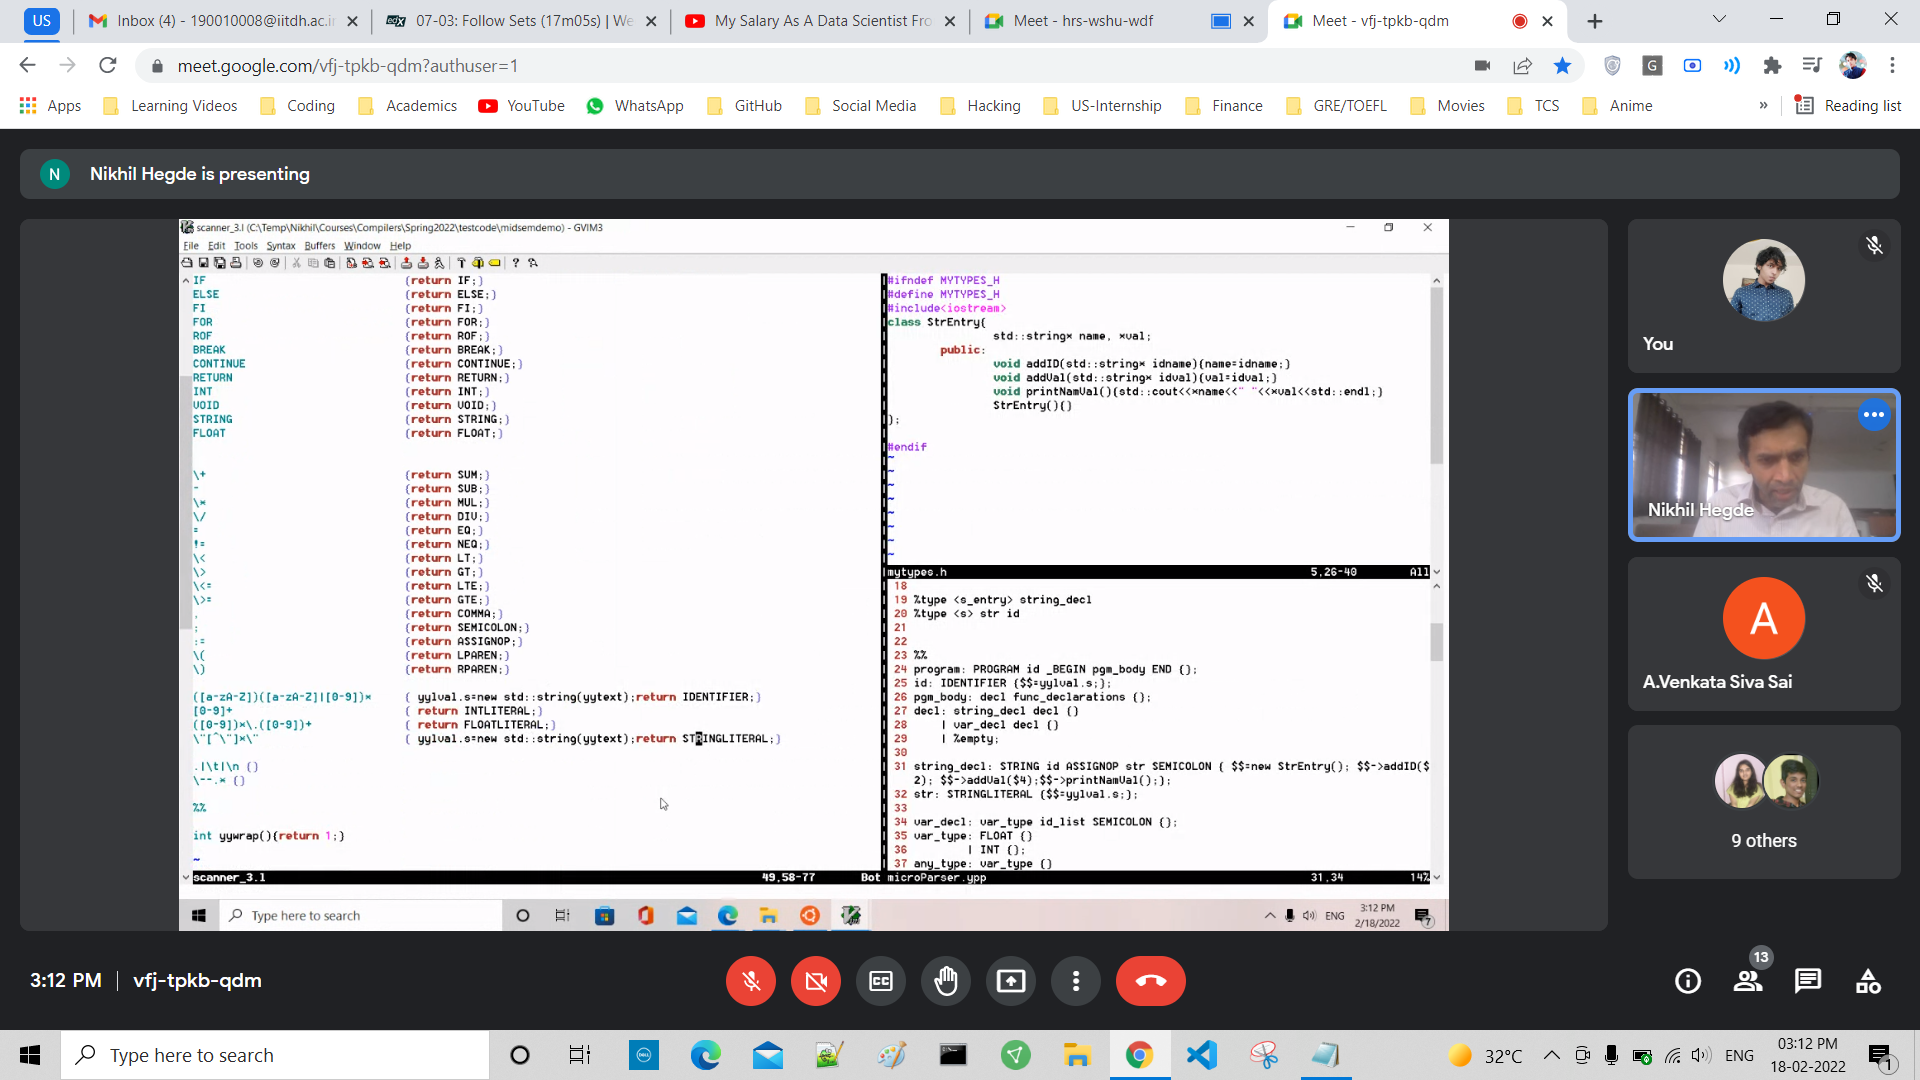 US
Inbox (4) - 190010008@iitdh.ac.i
07-03: Follow Sets (17m05s) | We
My Salary As A Data Scientist Fro
Meet - hrs-wshu-wdf
Meet - vfj-tpkb-qdm
meet.google.com/vfj-tpkb-qdm?authuser=1
Apps
Learning Videos
Coding
Academics
YouTube
WhatsApp
GitHub
Social Media
Hacking
US-Internship
Finance
GRE/TOEFL
Movies
TCS
Anime
»
Reading list
N
Nikhil Hegde is presenting
scanner_3.l (C:\Temp\Nikhil\Courses\Compilers\Spring2022\testcode\midsemdemo) - GVIM3
File Edit Tools Syntax Buffers Window Help
IF {return IF;}
ELSE {return ELSE;}
FI {return FI;}
FOR {return FOR;}
ROF {return ROF;}
BREAK {return BREAK;}
CONTINUE {return CONTINUE;}
RETURN {return RETURN;}
INT {return INT;}
VOID {return VOID;}
STRING {return STRING;}
FLOAT {return FLOAT;}
\+ {return SUM;}
- {return SUB;}
\* {return MUL;}
\/ {return DIV;}
= {return EQ;}
!= {return NEQ;}
\< {return LT;}
\> {return GT;}
\<= {return LTE;}
\>= {return GTE;}
, {return COMMA;}
; {return SEMICOLON;}
:= {return ASSIGNOP;}
\( {return LPAREN;}
\) {return RPAREN;}
([a-zA-Z])([a-zA-Z]|[0-9])* { yylval.s=new std::string(yytext);return IDENTIFIER;}
[0-9]+ { return INTLITERAL;}
([0-9])*\.([0-9])+ { return FLOATLITERAL;}
\"[^\"]*\" { yylval.s=new std::string(yytext);return STRINGLITERAL;}
.|\t|\n {}
\--.* {}
%%
int yywrap(){return 1;}
~
scanner_3.l 49,58-77 Bot
#ifndef MYTYPES_H
#define MYTYPES_H
#include<iostream>
class StrEntry{
std::string* name, *val;
public:
void addID(std::string* idname){name=idname;}
void addVal(std::string* idval){val=idval;}
void printNamVal(){std::cout<<*name<<" "<<*val<<std::endl;}
StrEntry(){}
};
#endif
~
~
~
~
~
~
~
~
mytypes.h 5,26-40 All
18
19 %type <s_entry> string_decl
20 %type <s> str id
21
22
23 %%
24 program: PROGRAM id _BEGIN pgm_body END {};
25 id: IDENTIFIER {$$=yylval.s;};
26 pgm_body: decl func_declarations {};
27 decl: string_decl decl {}
28 | var_decl decl {}
29 | %empty;
30
31 string_decl: STRING id ASSIGNOP str SEMICOLON { $$=new StrEntry(); $$->addID($
2); $$->addVal($4);$$->printNamVal();};
32 str: STRINGLITERAL {$$=yylval.s;};
33
34 var_decl: var_type id_list SEMICOLON {};
35 var_type: FLOAT {}
36 | INT {};
37 any_type: var_type {}
microParser.ypp 31,34 14%
Type here to search
ENG
3:12 PM
2/18/2022
7
You
Nikhil Hegde
A
A.Venkata Siva Sai
9 others
3:12 PM | vfj-tpkb-qdm
13
Type here to search
32°C
ENG
03:12 PM
18-02-2022
1